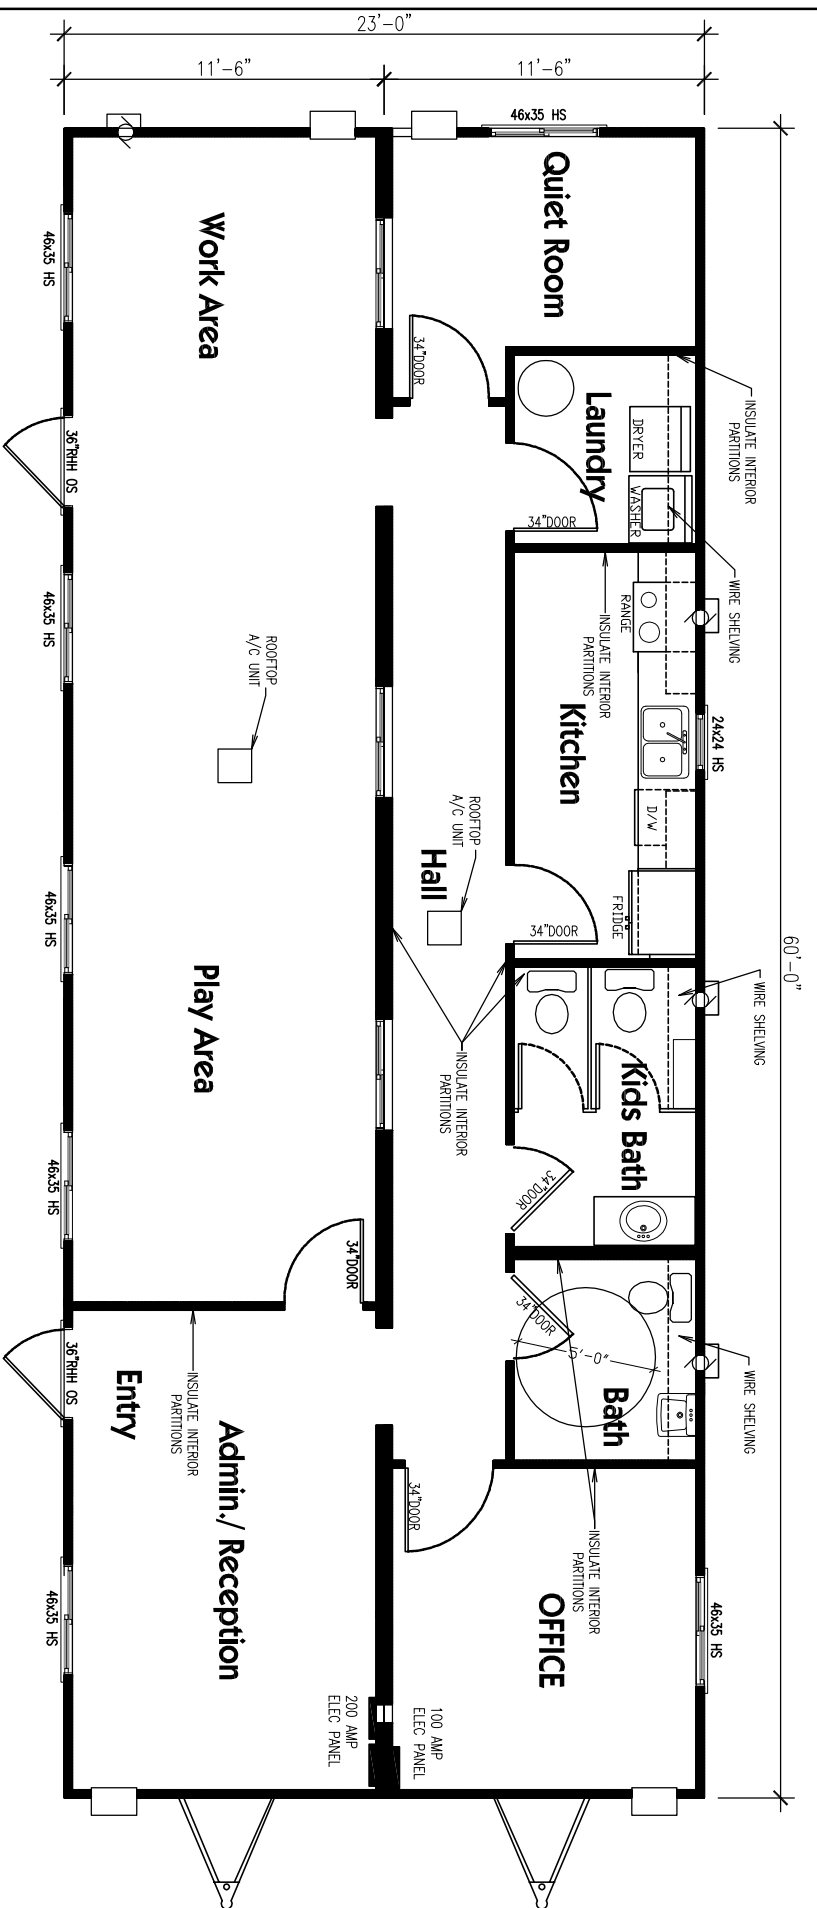 23'-0"
11'-6"
11'-6"
46x35 HS
Quiet Room
Work Area
46x35 HS
34"DOOR
INSULATE INTERIOR
PARTITIONS
Laundry
DRYER
WASHER
36"RHH OS
34"DOOR
WIRE SHELVING
46x35 HS
RANGE
INSULATE INTERIOR
PARTITIONS
ROOFTOP
A/C UNIT
Kitchen
24x24 HS
D/W
ROOFTOP
A/C UNIT
Hall
FRIDGE
34"DOOR
46x35 HS
60'-0"
Play Area
WIRE SHELVING
INSULATE INTERIOR
PARTITIONS
Kids Bath
34"DOOR
46x35 HS
34"DOOR
34"DOOR
5'-0"
36"RHH OS
Entry
INSULATE INTERIOR
PARTITIONS
Bath
WIRE SHELVING
Admin./ Reception
34"DOOR
INSULATE INTERIOR
PARTITIONS
OFFICE
46x35 HS
46x35 HS
200 AMP
ELEC PANEL
100 AMP
ELEC PANEL